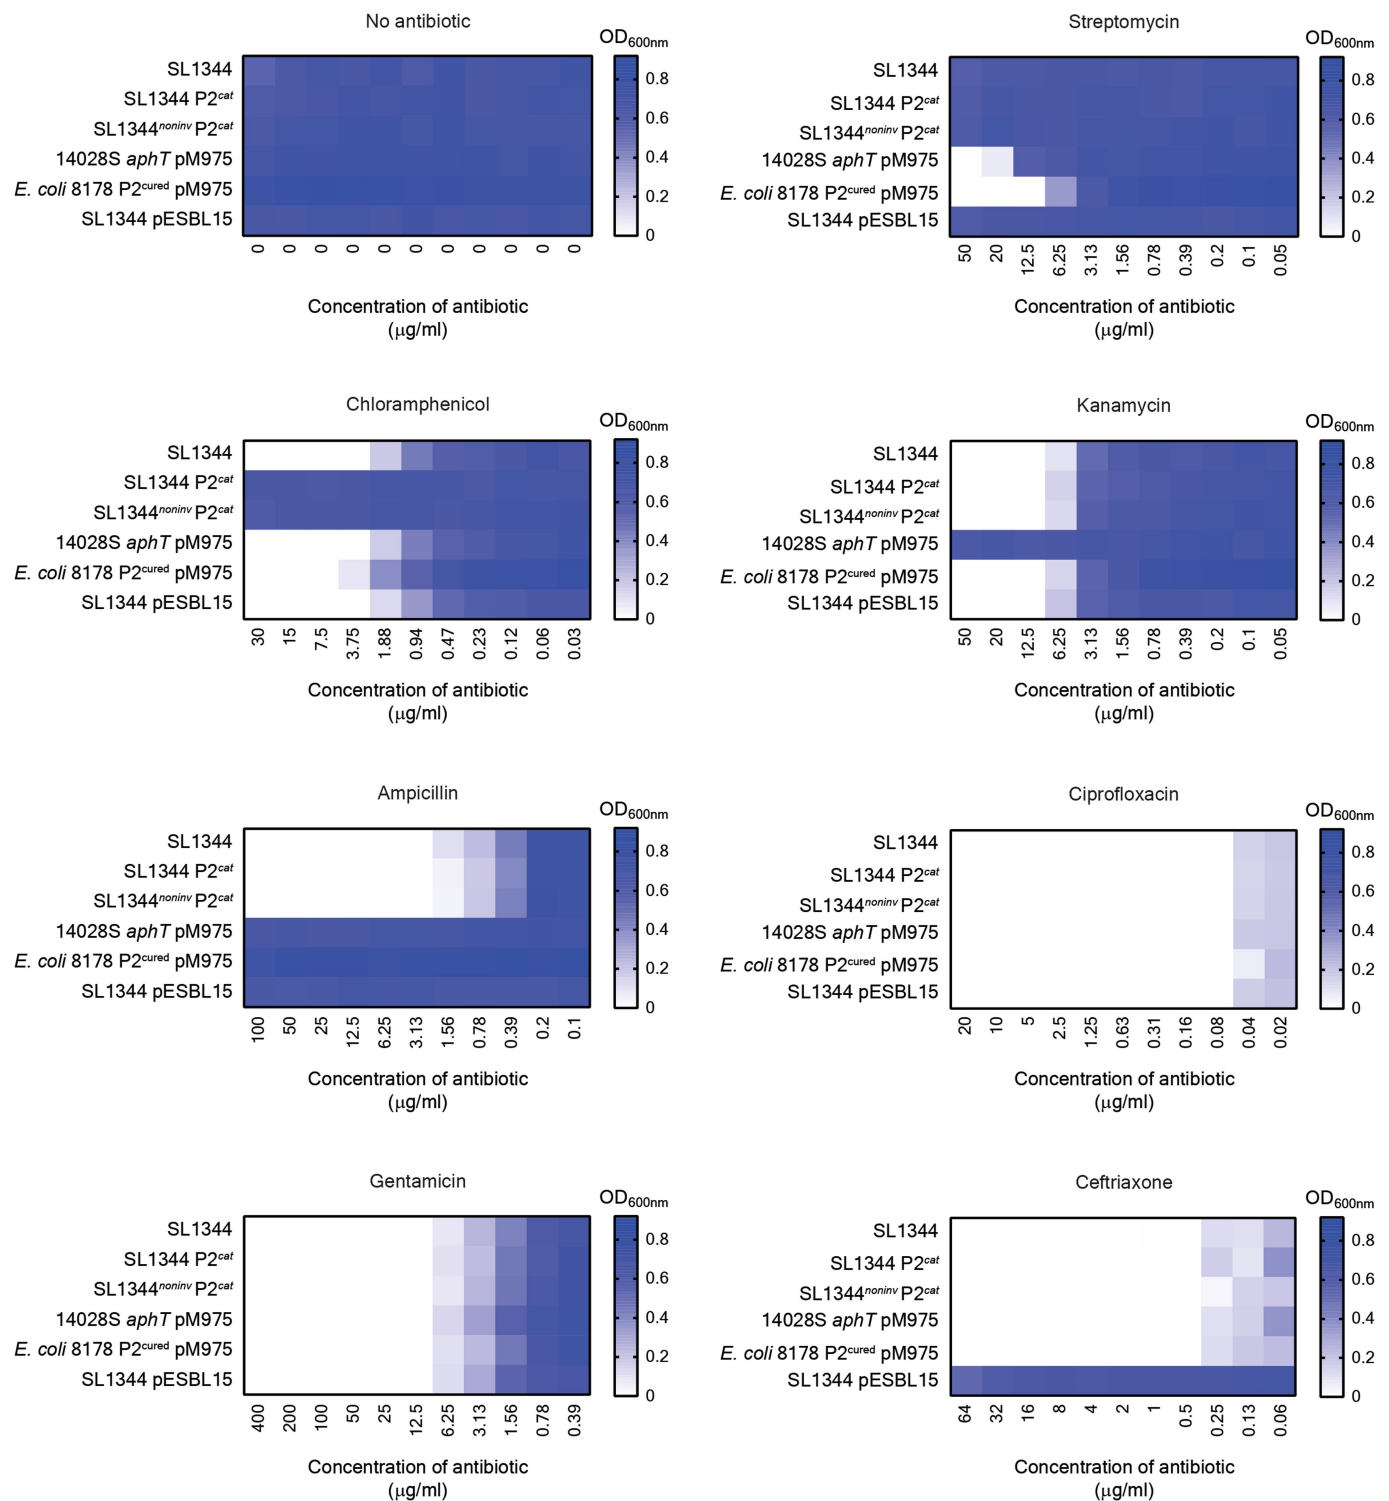 No antibiotic
OD600nm
SL1344
SL1344 P2cat
SL1344noninv P2cat
14028S aphT pM975
E. coli 8178 P2cured pM975
SL1344 pESBL15
0.8
0.6
0.4
0.2
0
0 0 0 0 0 0 0 0 0 0 0
Concentration of antibiotic
(μg/ml)
Streptomycin
OD600nm
SL1344
SL1344 P2cat
SL1344noninv P2cat
14028S aphT pM975
E. coli 8178 P2cured pM975
SL1344 pESBL15
0.8
0.6
0.4
0.2
0
50 20 12.5 6.25 3.13 1.56 0.78 0.39 0.2 0.1 0.05
Concentration of antibiotic
(μg/ml)
Chloramphenicol
OD600nm
SL1344
SL1344 P2cat
SL1344noninv P2cat
14028S aphT pM975
E. coli 8178 P2cured pM975
SL1344 pESBL15
0.8
0.6
0.4
0.2
0
30 15 7.5 3.75 1.88 0.94 0.47 0.23 0.12 0.06 0.03
Concentration of antibiotic
(μg/ml)
Kanamycin
OD600nm
SL1344
SL1344 P2cat
SL1344noninv P2cat
14028S aphT pM975
E. coli 8178 P2cured pM975
SL1344 pESBL15
0.8
0.6
0.4
0.2
0
50 20 12.5 6.25 3.13 1.56 0.78 0.39 0.2 0.1 0.05
Concentration of antibiotic
(μg/ml)
Ampicillin
OD600nm
SL1344
SL1344 P2cat
SL1344noninv P2cat
14028S aphT pM975
E. coli 8178 P2cured pM975
SL1344 pESBL15
0.8
0.6
0.4
0.2
0
100 50 25 12.5 6.25 3.13 1.56 0.78 0.39 0.2 0.1
Concentration of antibiotic
(μg/ml)
Ciprofloxacin
OD600nm
SL1344
SL1344 P2cat
SL1344noninv P2cat
14028S aphT pM975
E. coli 8178 P2cured pM975
SL1344 pESBL15
0.8
0.6
0.4
0.2
0
20 10 5 2.5 1.25 0.63 0.31 0.16 0.08 0.04 0.02
Concentration of antibiotic
(μg/ml)
Gentamicin
OD600nm
SL1344
SL1344 P2cat
SL1344noninv P2cat
14028S aphT pM975
E. coli 8178 P2cured pM975
SL1344 pESBL15
0.8
0.6
0.4
0.2
0
400 200 100 50 25 12.5 6.25 3.13 1.56 0.78 0.39
Concentration of antibiotic
(μg/ml)
Ceftriaxone
OD600nm
SL1344
SL1344 P2cat
SL1344noninv P2cat
14028S aphT pM975
E. coli 8178 P2cured pM975
SL1344 pESBL15
0.8
0.6
0.4
0.2
0
64 32 16 8 4 2 1 0.5 0.25 0.13 0.06
Concentration of antibiotic
(μg/ml)